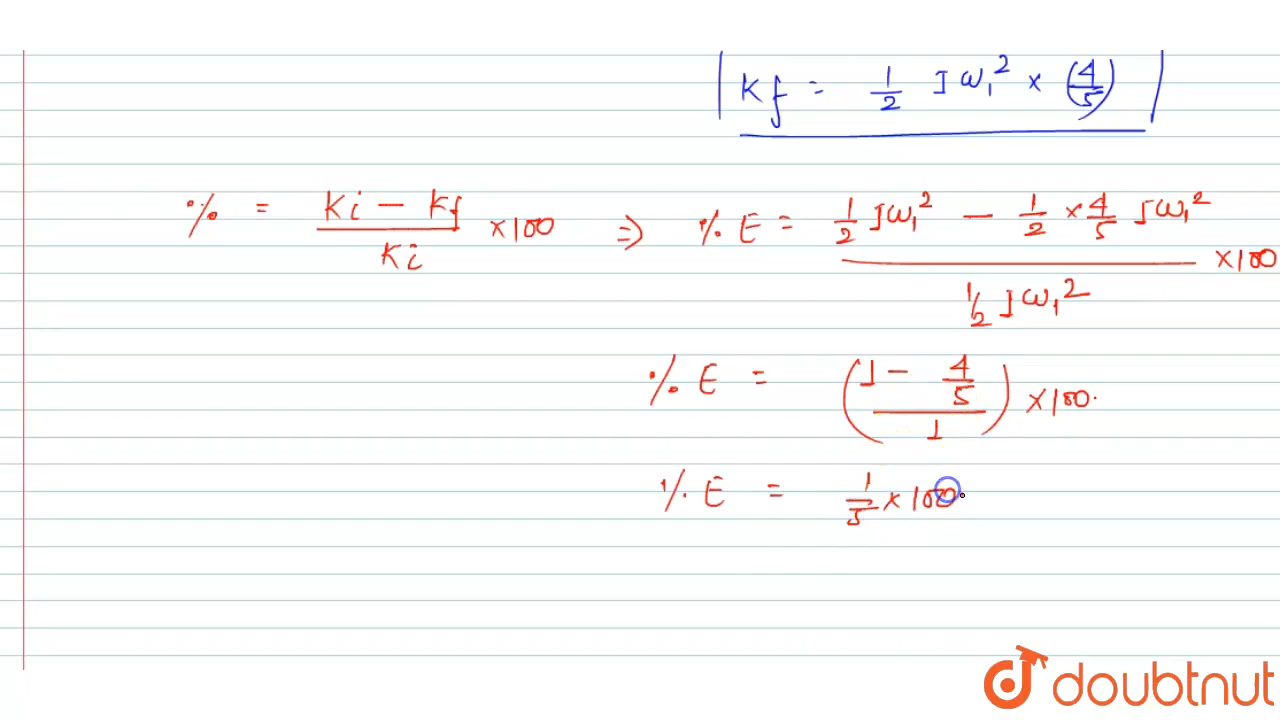 Kf = 1/2 I ω₁² × (4/5)
% = (Ki − Kf)/Ki × 100 ⇒ % E = (1/2 Iω₁² − 1/2 × 4/5 Iω₁²)/(1/2 Iω₁²) × 100
% E = ((1 − 4/5)/1) × 100.
% E = 1/5 × 100.
doubtnut